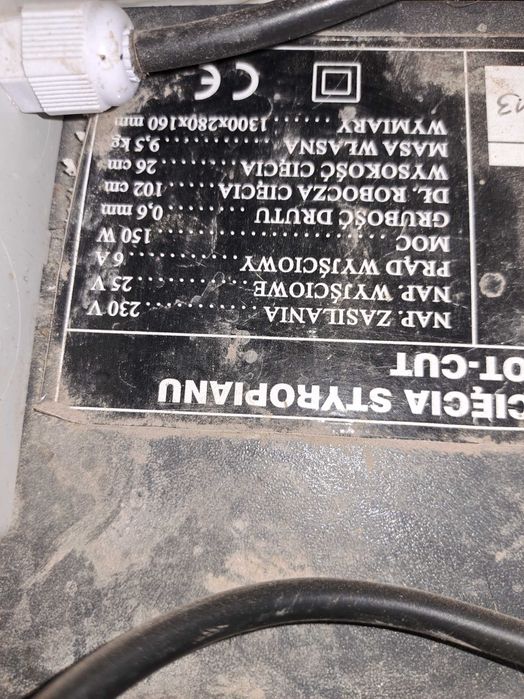 CIĘCIA STYROPIANU
OT-CUT
NAP. ZASILANIA .......... 230 V
NAP. WYJŚCIOWE .......... 25 V
PRĄD WYJŚCIOWY .......... 6 A
MOC .......... 150 W
GRUBOŚĆ DRUTU .......... 0,6 mm
DŁ. ROBOCZA CIĘCIA .......... 102 cm
WYSOKOŚĆ CIĘCIA .......... 26 cm
MASA WŁASNA .......... 9,5 kg
WYMIARY .......... 1300x280x160 mm
CE